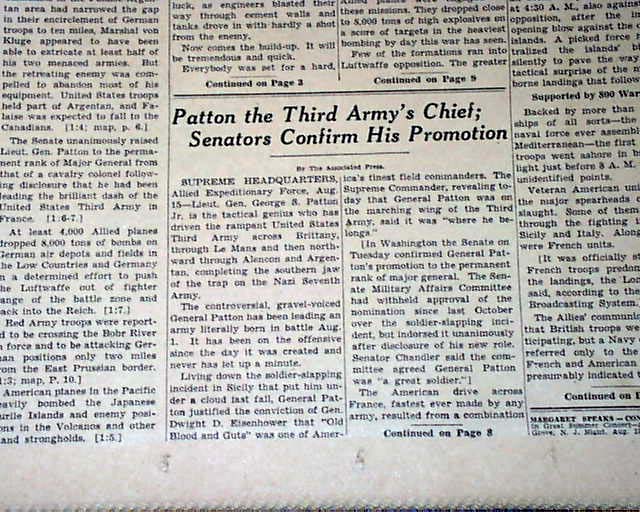 tan area had narrowed the gap
in their encirclement of German
troops to ten miles, Marshal von
Kluge appeared to have been
able to extricate at least half of
his two menaced armies. But
the retreating enemy was com-
pelled to abandon most of his
equipment. United States troops
held part of Argentan, and Fa-
laise was expected to fall to the
Canadians. [1:4; map, p. 6.]
The Senate unanimously raised
Lieut. Gen. Patton to the perma-
nent rank of Major General from
that of a cavalry colonel follow-
ing disclosure that he had been
leading the brilliant dash of the
United States Third Army in
France. [1:6-7.]
At least 4,000 Allied planes
dropped 8,000 tons of bombs on
German air depots and fields in
the Low Countries and Germany
in a determined effort to push
the Luftwaffe out of fighter
range of the battle zone and
back into the Reich. [1:7.]
Red Army troops were report-
d to be crossing the Bobr River
a force and to be attacking Ger-
man positions only two miles
from the East Prussian border.
1:3; map, P. 10.]
American planes in the Pacific
eavily bombed the Japanese
urile Islands and enemy posi-
ons in the Volcanos and other
and strongholds. [1:5.]
luck, as engineers blasted their
way through cement walls and
tanks drove in with hardly a shot
from the enemy.
Now comes the build-up. It will
be tremendous and quick.
Everybody was set for a hard,
Continued on Page 3
these missions. They dropped close
to 8,000 tons of high explosives on
a score of targets in the heaviest
bombing by day this war has seen.
Few of the formations ran into
Luftwaffe opposition. The greater
Continued on Page 9
Patton the Third Army's Chief;
Senators Confirm His Promotion
By The Associated Press.
SUPREME HEADQUARTERS,
Allied Expeditionary Force, Aug.
15—Lieut. Gen. George S. Patton
Jr. is the tactical genius who has
driven the rampant United States
Third Army across Brittany,
through Le Mans and then north-
ward through Alencon and Argen-
tan, completing the southern jaw
of the trap on the Nazi Seventh
Army.
The controversial, gravel-voiced
General Patton has been leading an
army literally born in battle Aug.
1. It has been on the offensive
since the day it was created and
never has let up a minute.
Living down the soldier-slapping
incident in Sicily that put him un-
der a cloud last fall, General Pat-
ton justified the conviction of Gen.
Dwight D. Eisenhower that "Old
Blood and Guts" was one of Amer-
ica's finest field commanders. The
Supreme Commander, revealing to-
day that General Patton was on
the marching wing of the Third
Army, said it was "where he be-
longs."
[In Washington the Senate on
Tuesday confirmed General Pat-
ton's promotion to the permanent
rank of major general. The Sen-
ate Military Affairs Committee
had withheld approval of the
nomination since last October
over the soldier-slapping inci-
dent, but indorsed it unanimously
after disclosure of his new role.
Senator Chandler said the com-
mittee agreed General Patton
was "a great soldier."]
The American drive across
France, fastest ever made by any
army, resulted from a combination
Continued on Page 8
at 4:30 A. M., also again
opposition, after the
opening blow against the
islands. A picked force
tralized the islands'
silently to pave the way
tactical surprise of the m
borne landings that follow
Supported by 800 War
Backed by more than
ships of all sorts—the
naval force ever assemb
Mediterranean—the first
troops went ashore in b
light just before 8 A. M.
unidentified points.
Veteran American un
the major spearheads o
slaught. Some of them
through the fighting i
Sicily and Italy. Along
were French units.
[It was officially st
French troops predom
the landings, the Lon
said, according to the
Broadcasting System.
The Allies' communi
that British troops we
ticipating, but a Navy
referred only to the
French and American
presumably indicated
Continued on
MARGARET SPEAKS—CON
in Great Summer Concert—
Grove, N. J. Night, Aug.